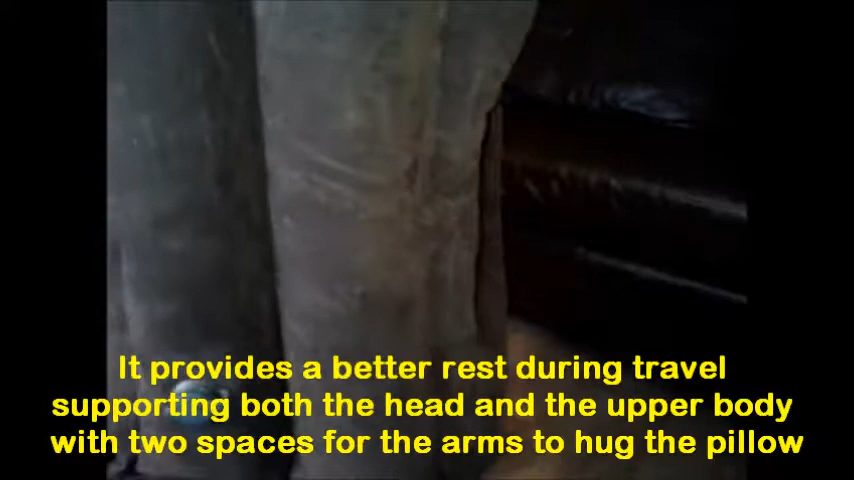 It provides a better rest during travel
supporting both the head and the upper body
with two spaces for the arms to hug the pillow